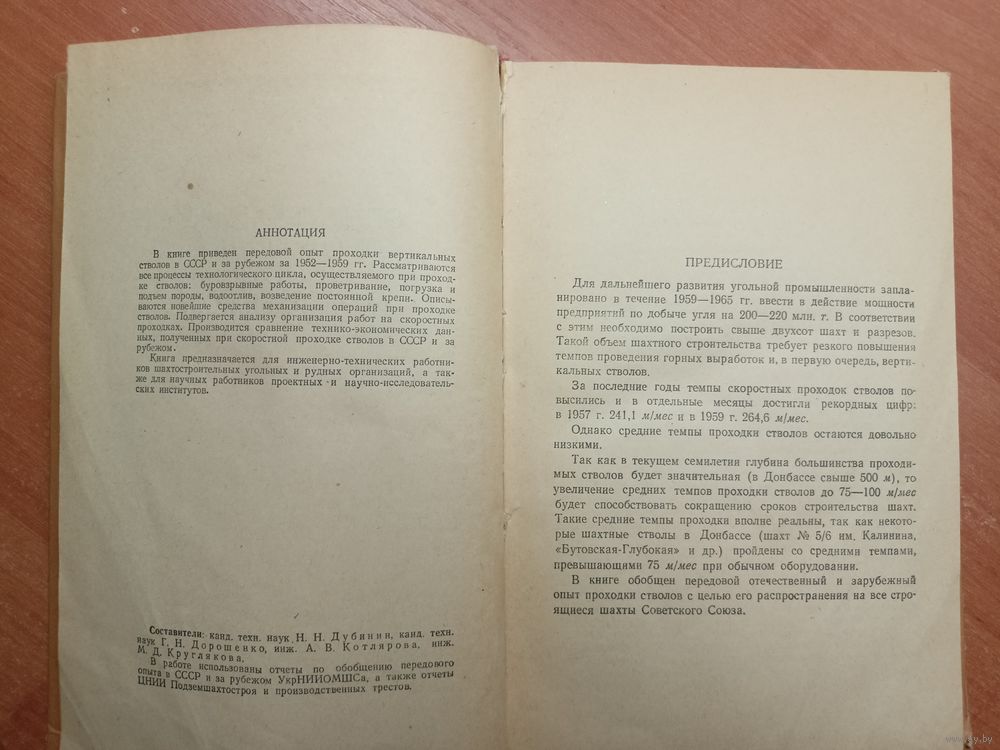 АННОТАЦИЯ
В книге приведен передовой опыт проходки вертикальных
стволов в СССР и за рубежом за 1952—1959 гг. Рассматриваются
все процессы технологического цикла, осуществляемого при проход-
ке стволов: буровзрывные работы, проветривание, погрузка и
подъем породы, водоотлив, возведение постоянной крепи. Описы-
ваются новейшие средства механизации операций при проходке
стволов. Подвергается анализу организация работ на скоростных
проходках. Производится сравнение технико-экономических дан-
ных, полученных при скоростной проходке стволов в СССР и за
рубежом.
Книга предназначается для инженерно-технических работни-
ков шахтостроительных угольных и рудных организаций, а так-
же для научных работников проектных и научно-исследователь-
ских институтов.
Составители: канд. техн. наук Н. Н. Дубинин, канд. техн.
наук Г. Н. Дорошенко, инж. А. В. Котлярова, инж.
М. Д. Круглякова,
В работе использованы отчеты по обобщению передового
опыта в СССР и за рубежом УкрНИИОМШСа, а также отчеты
ЦНИИ Подземшахтостроя и производственных трестов.
ПРЕДИСЛОВИЕ
Для дальнейшего развития угольной промышленности запла-
нировано в течение 1959—1965 гг. ввести в действие мощности
предприятий по добыче угля на 200—220 млн. т. В соответствии
с этим необходимо построить свыше двухсот шахт и разрезов.
Такой объем шахтного строительства требует резкого повышения
темпов проведения горных выработок и, в первую очередь, верти-
кальных стволов.
За последние годы темпы скоростных проходок стволов по-
высились и в отдельные месяцы достигли рекордных цифр:
в 1957 г. 241,1 м/мес и в 1959 г. 264,6 м/мес.
Однако средние темпы проходки стволов остаются довольно
низкими.
Так как в текущем семилетии глубина большинства проходи-
мых стволов будет значительная (в Донбассе свыше 500 м), то
увеличение средних темпов проходки стволов до 75—100 м/мес
будет способствовать сокращению сроков строительства шахт.
Такие средние темпы проходки вполне реальны, так как некото-
рые шахтные стволы в Донбассе (шахт № 5/6 им. Калинина,
«Бутовская-Глубокая» и др.) пройдены со средними темпами,
превышающими 75 м/мес при обычном оборудовании.
В книге обобщен передовой отечественный и зарубежный
опыт проходки стволов с целью его распространения на все стро-
ящиеся шахты Советского Союза.
www.ay.by